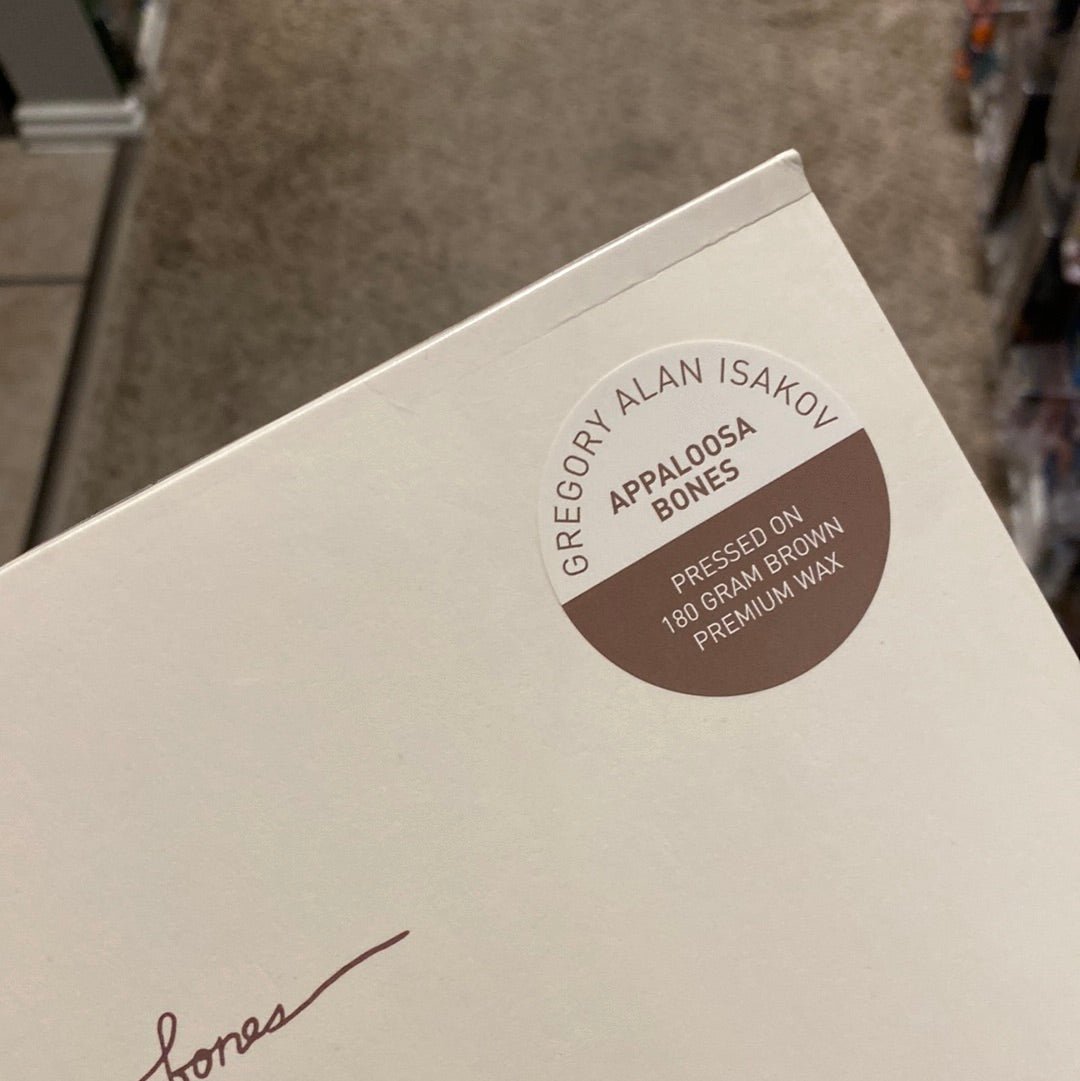 GREGORY ALAN ISAKOV
APPALOOSA
BONES
PRESSED ON
180 GRAM BROWN
PREMIUM WAX
bones